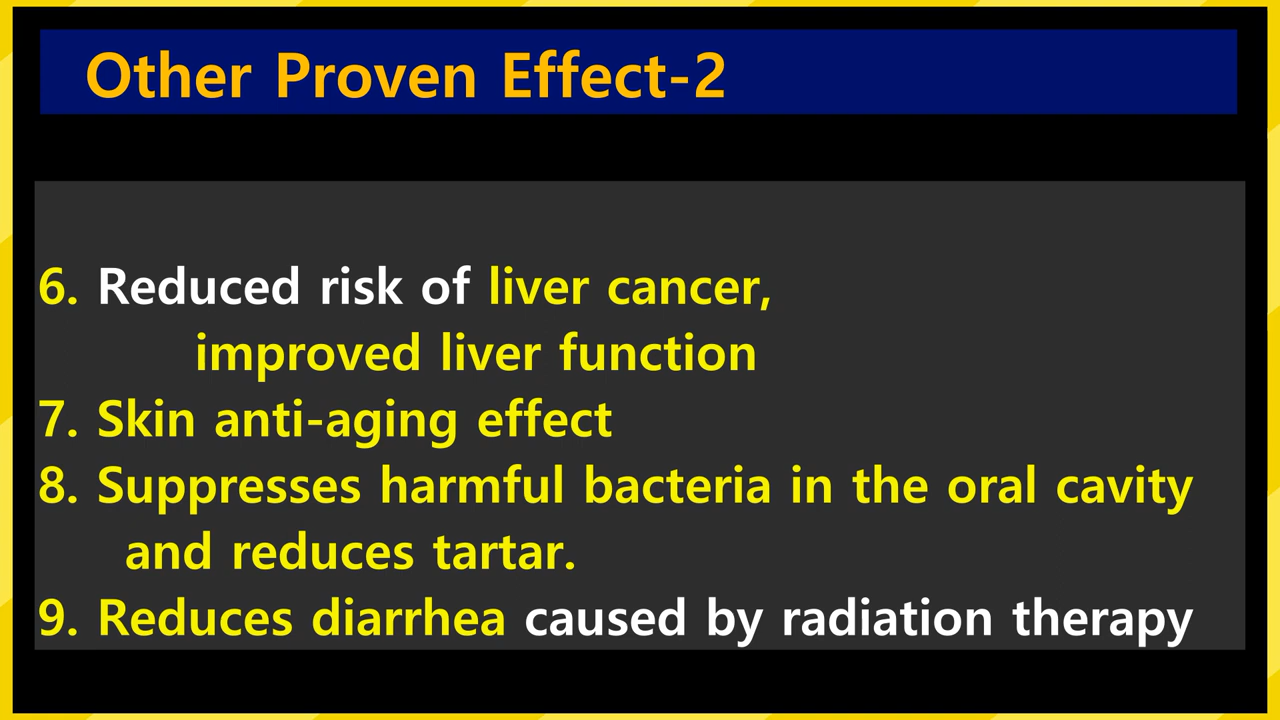 Other Proven Effect-2
6. Reduced risk of liver cancer,
improved liver function
7. Skin anti-aging effect
8. Suppresses harmful bacteria in the oral cavity
and reduces tartar.
9. Reduces diarrhea caused by radiation therapy